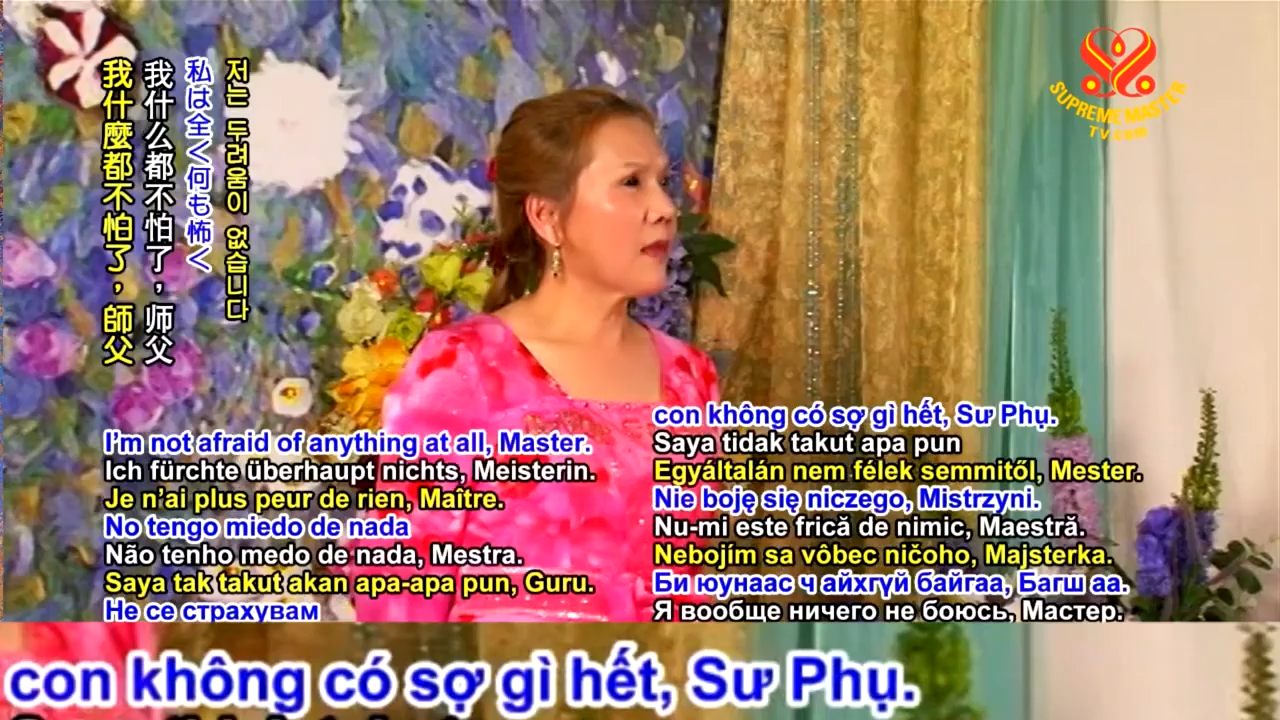 我什麼都不怕了，師父
我什么都不怕了，师父
私は全く何も怖く
저는 두려움이 없습니다
SUPREME MASTER
TV.com
I'm not afraid of anything at all, Master.
Ich fürchte überhaupt nichts, Meisterin.
Je n'ai plus peur de rien, Maître.
No tengo miedo de nada
Não tenho medo de nada, Mestra.
Saya tak takut akan apa-apa pun, Guru.
Не се страхувам
con không có sợ gì hết, Sư Phụ.
Saya tidak takut apa pun
Egyáltalán nem félek semmitől, Mester.
Nie boję się niczego, Mistrzyni.
Nu-mi este frică de nimic, Maestră.
Nebojím sa vôbec ničoho, Majsterka.
Би юунаас ч айхгүй байгаа, Багш аа.
Я вообще ничего не боюсь, Мастер.
con không có sợ gì hết, Sư Phụ.